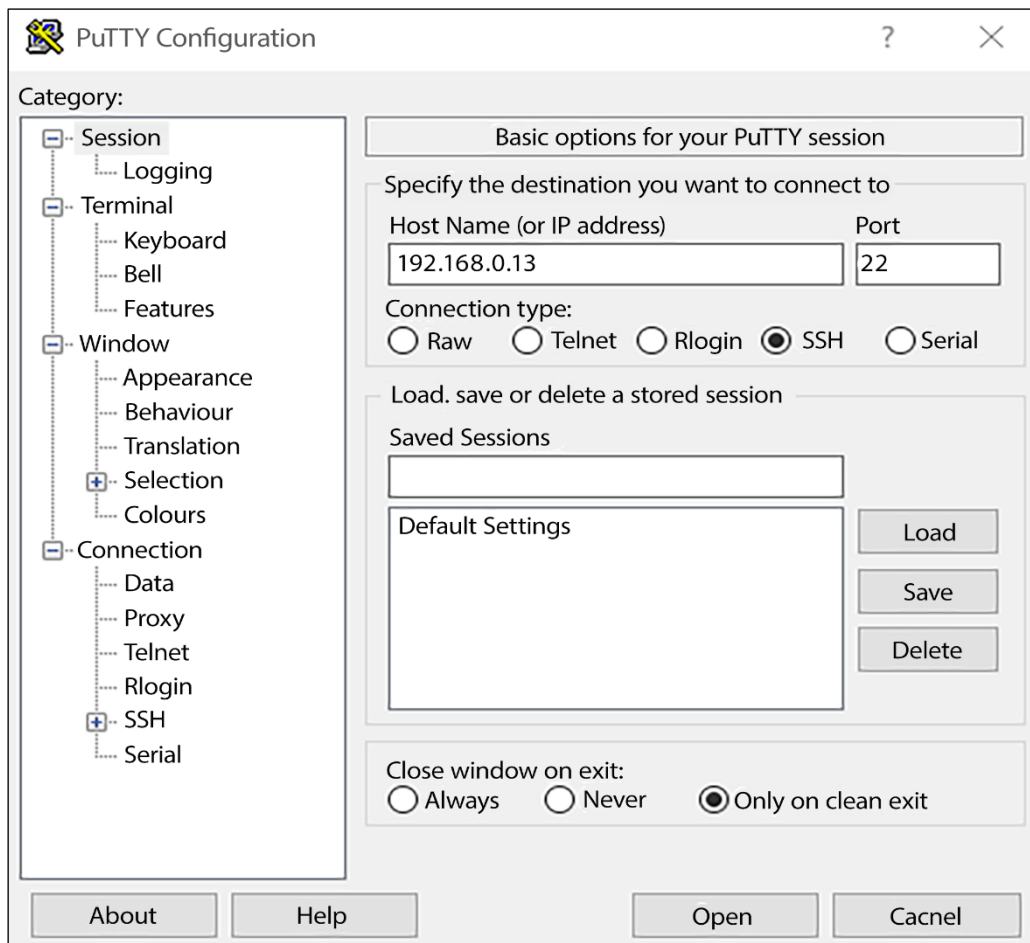 PuTTY Configuration ? ×
Category:
Session
Logging
Terminal
Keyboard
Bell
Features
Window
Appearance
Behaviour
Translation
Selection
Colours
Connection
Data
Proxy
Telnet
Rlogin
SSH
Serial
Basic options for your PuTTY session
Specify the destination you want to connect to
Host Name (or IP address) Port
192.168.0.13 22
Connection type:
Raw Telnet Rlogin SSH Serial
Load. save or delete a stored session
Saved Sessions
Default Settings
Load
Save
Delete
Close window on exit:
Always Never Only on clean exit
About Help Open Cacnel